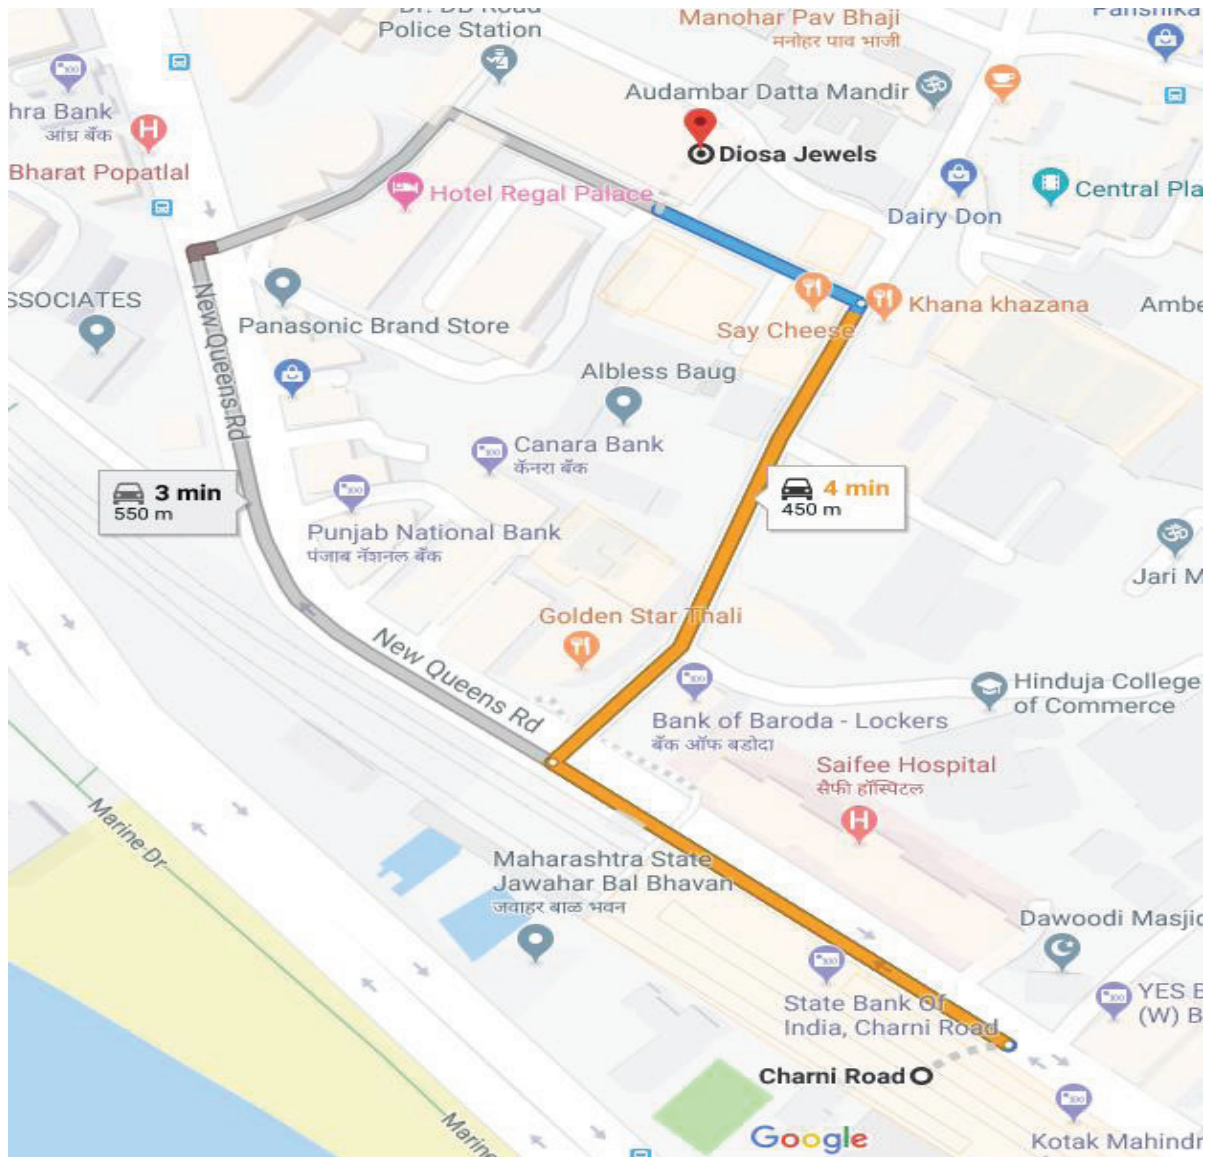 Dr. DB Road
Police Station
Manohar Pav Bhaji
मनोहर पाव भाजी
Panshika
hra Bank
आंध्र बँक
Bharat Popatlal
Audambar Datta Mandir
Diosa Jewels
Hotel Regal Palace
Dairy Don
Central Pla
SSOCIATES
Panasonic Brand Store
Say Cheese
Khana khazana
Ambe
New Queens Rd
Albless Baug
Canara Bank
कॅनरा बँक
3 min
550 m
4 min
450 m
Punjab National Bank
पंजाब नॅशनल बँक
Jari M
Golden Star Thali
New Queens Rd
Hinduja College
of Commerce
Bank of Baroda - Lockers
बँक ऑफ बडोदा
Saifee Hospital
सैफी हॉस्पिटल
Marine Dr
Maharashtra State
Jawahar Bal Bhavan
जवाहर बाळ भवन
Dawoodi Masjid
State Bank Of
India, Charni Road
YES B
(W) B
Charni Road
Marine
Google
Kotak Mahindr